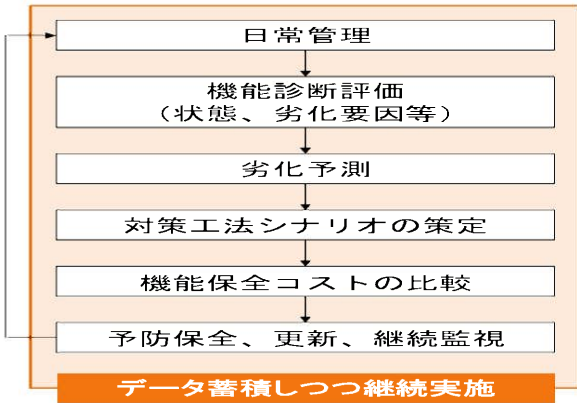 日常管理
機能診断評価
（状態、劣化要因等）
劣化予測
対策工法シナリオの策定
機能保全コストの比較
予防保全、更新、継続監視
データ蓄積しつつ継続実施